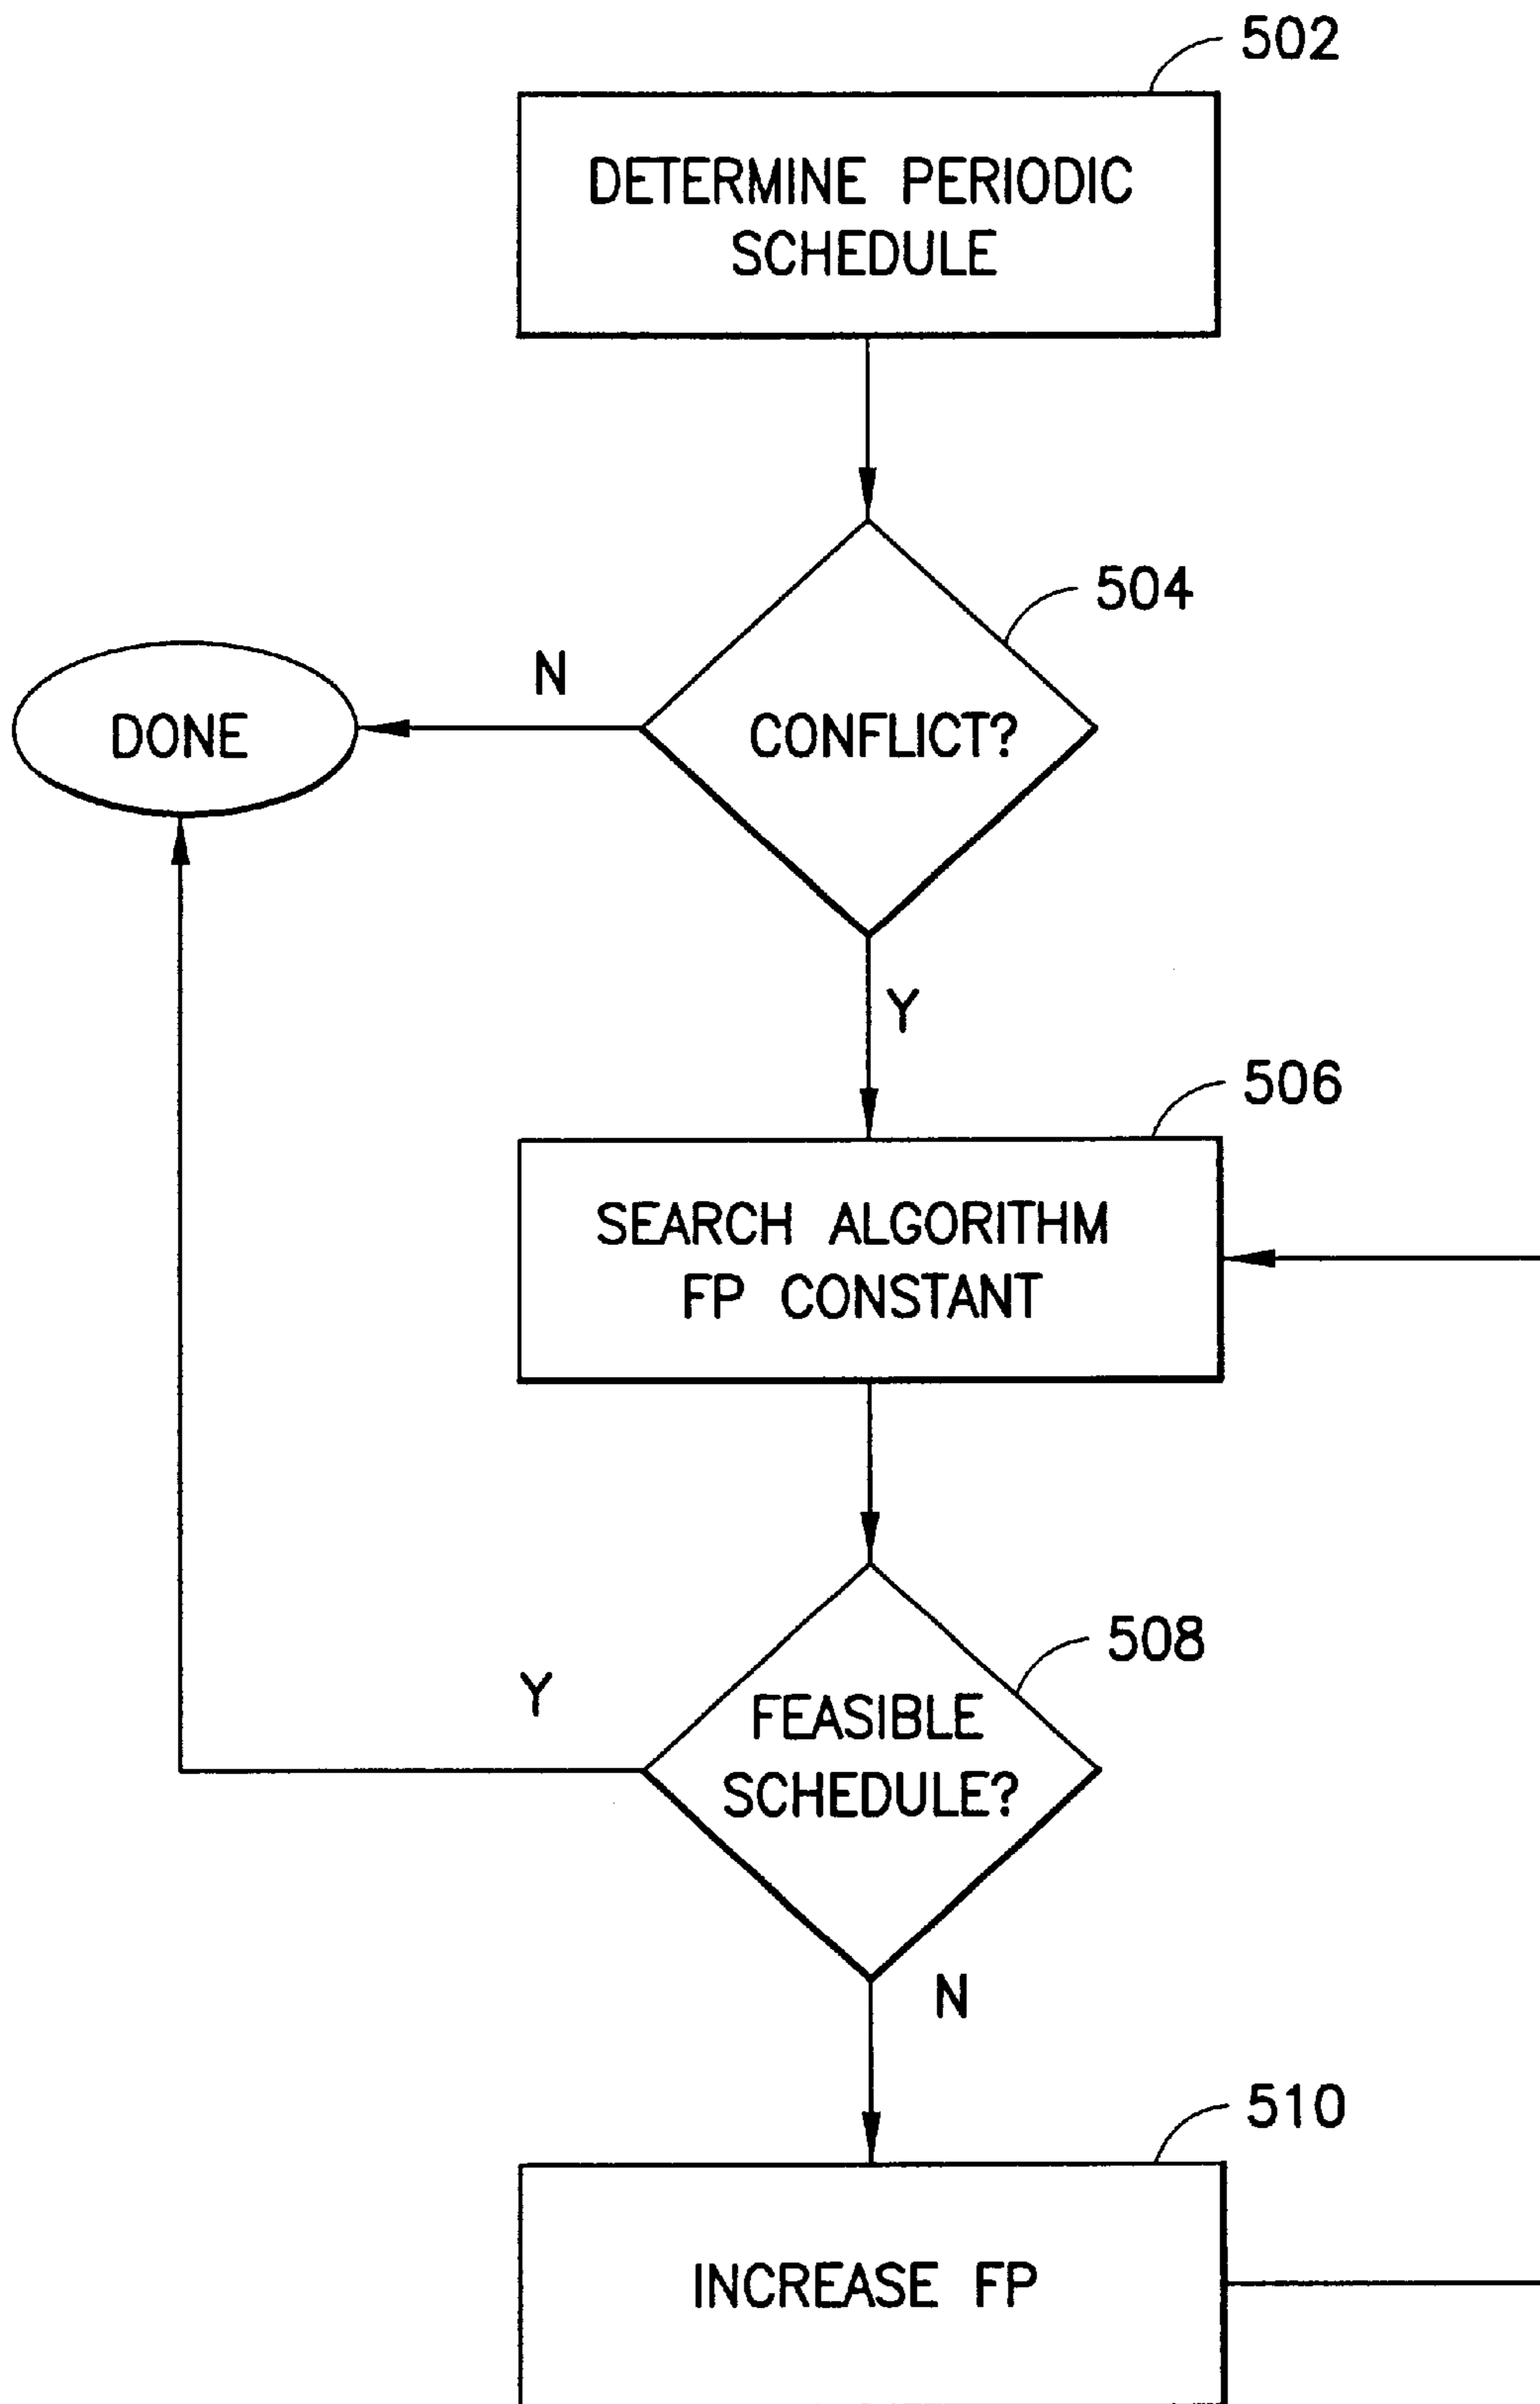 502
DETERMINE PERIODIC
SCHEDULE
504
N
CONFLICT?
DONE
Y
506
SEARCH ALGORITHM
FP CONSTANT
508
Y
FEASIBLE
SCHEDULE?
N
510
INCREASE FP